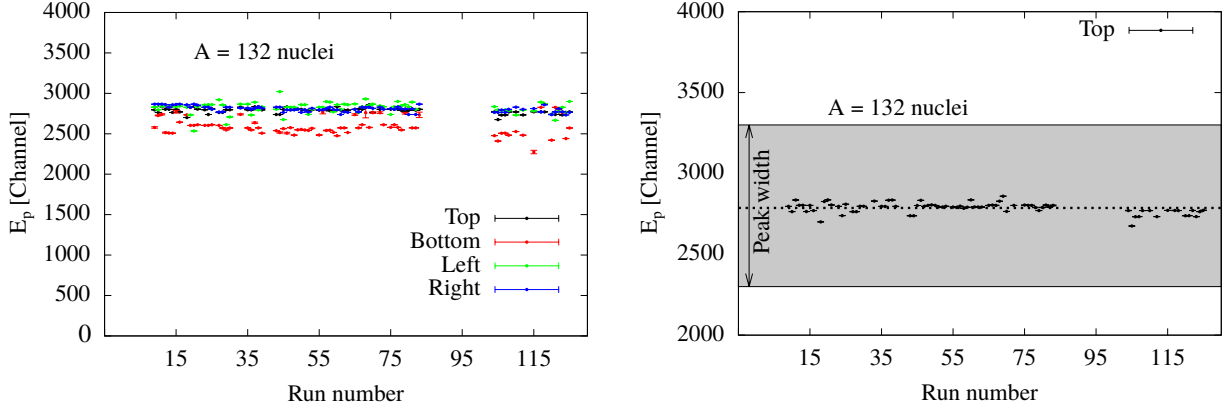 4000
3500
3000
2500
2000
1500
1000
500
0
E_p [Channel]
A = 132 nuclei
Top
Bottom
Left
Right
15 35 55 75 95 115
Run number
4000
3500
3000
2500
2000
E_p [Channel]
Top
A = 132 nuclei
Peak width
15 35 55 75 95 115
Run number